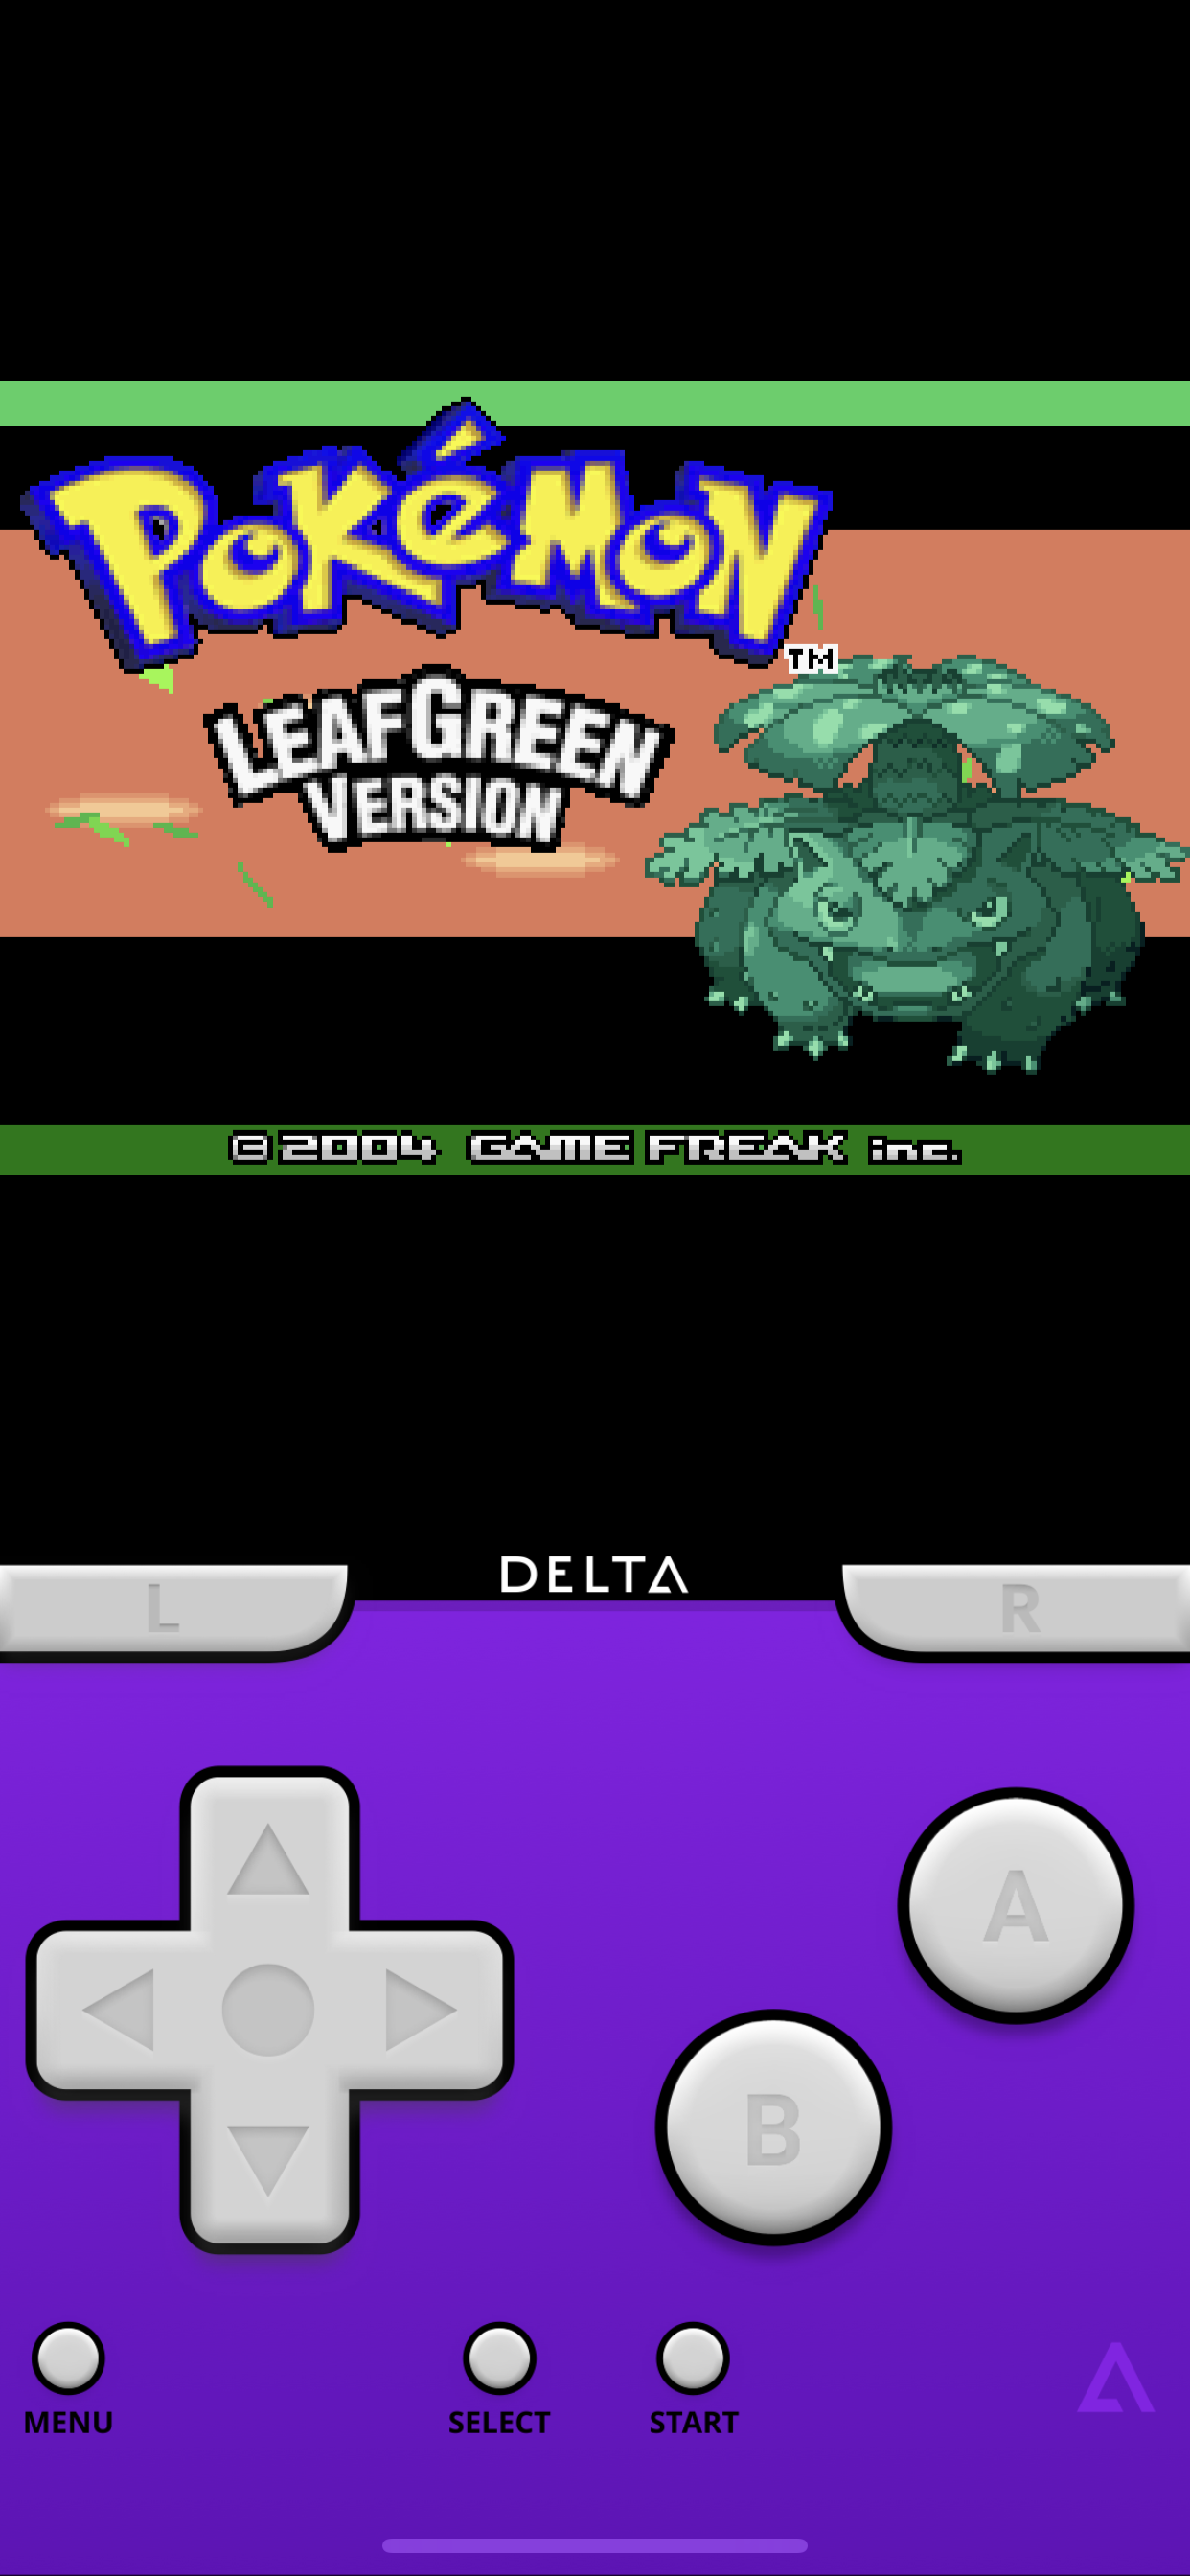 POKéMON
TM
LEAFGREEN
VERSION
©2004 GAME FREAK inc.
DELTA
L
R
A
B
MENU
SELECT
START